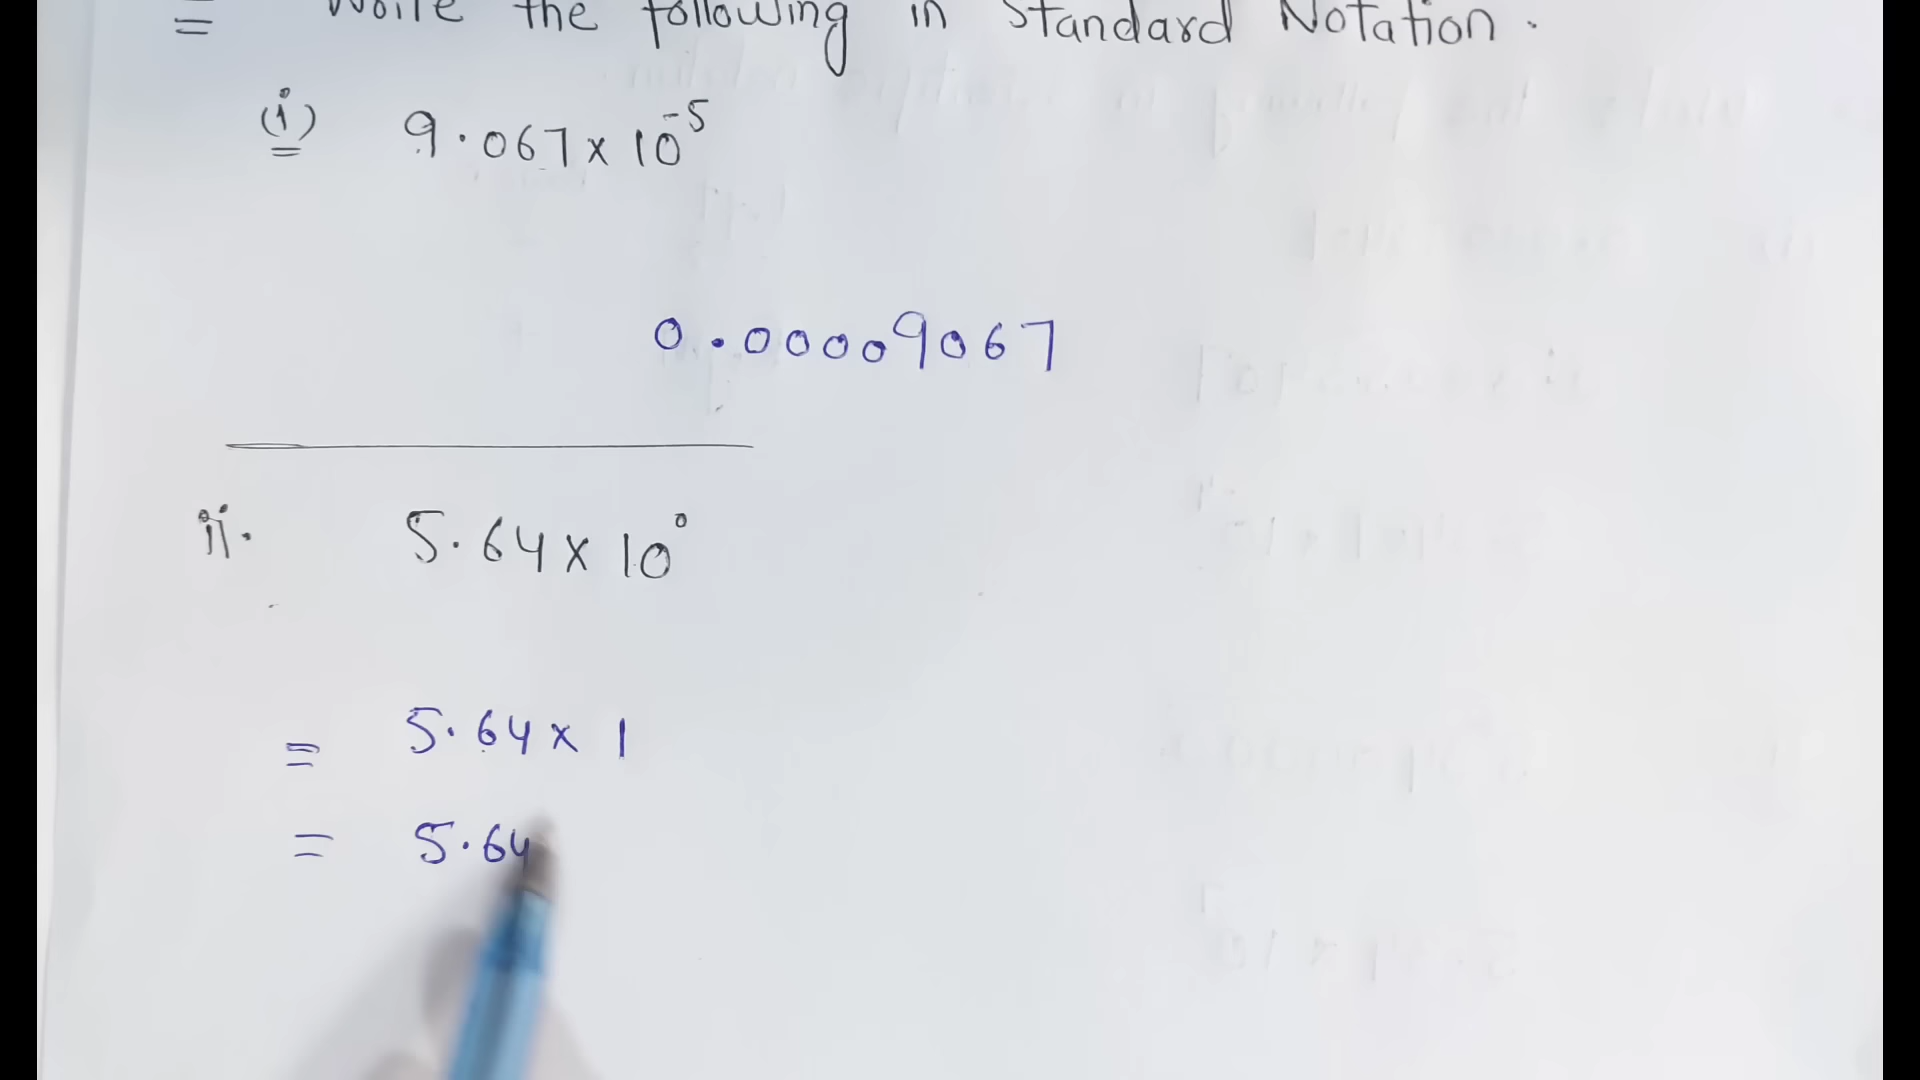 = Write the following in Standard Notation.
(i) 9.067 x 10⁻⁵
0.00009067
ii. 5.64 x 10⁰
= 5.64 x 1
= 5.64